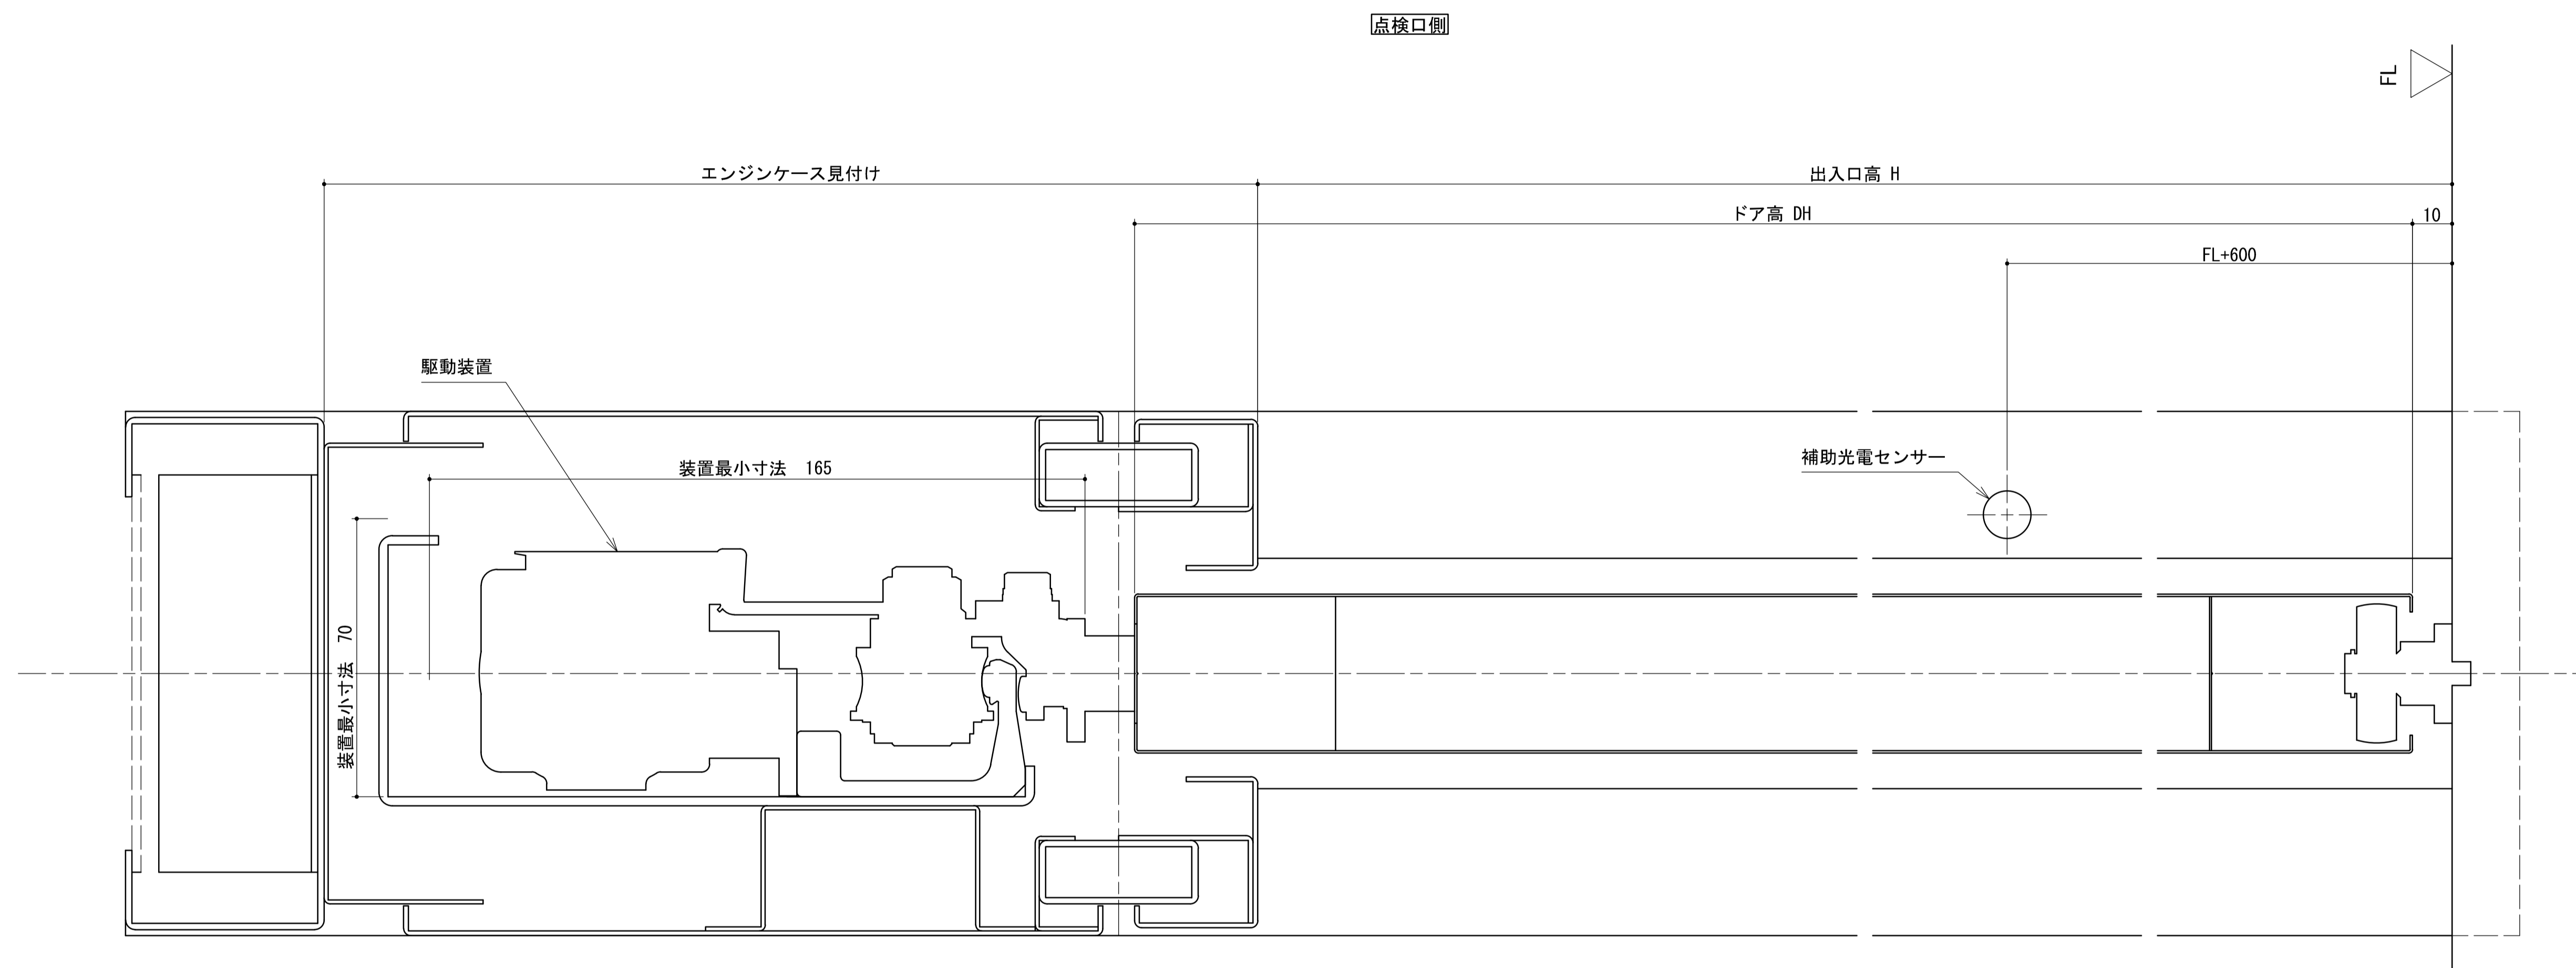 点検口側
FL
エンジンケース見付け
出入口高 H
ドア高 DH
10
FL+600
駆動装置
装置最小寸法 165
補助光電センサー
装置最小寸法 70